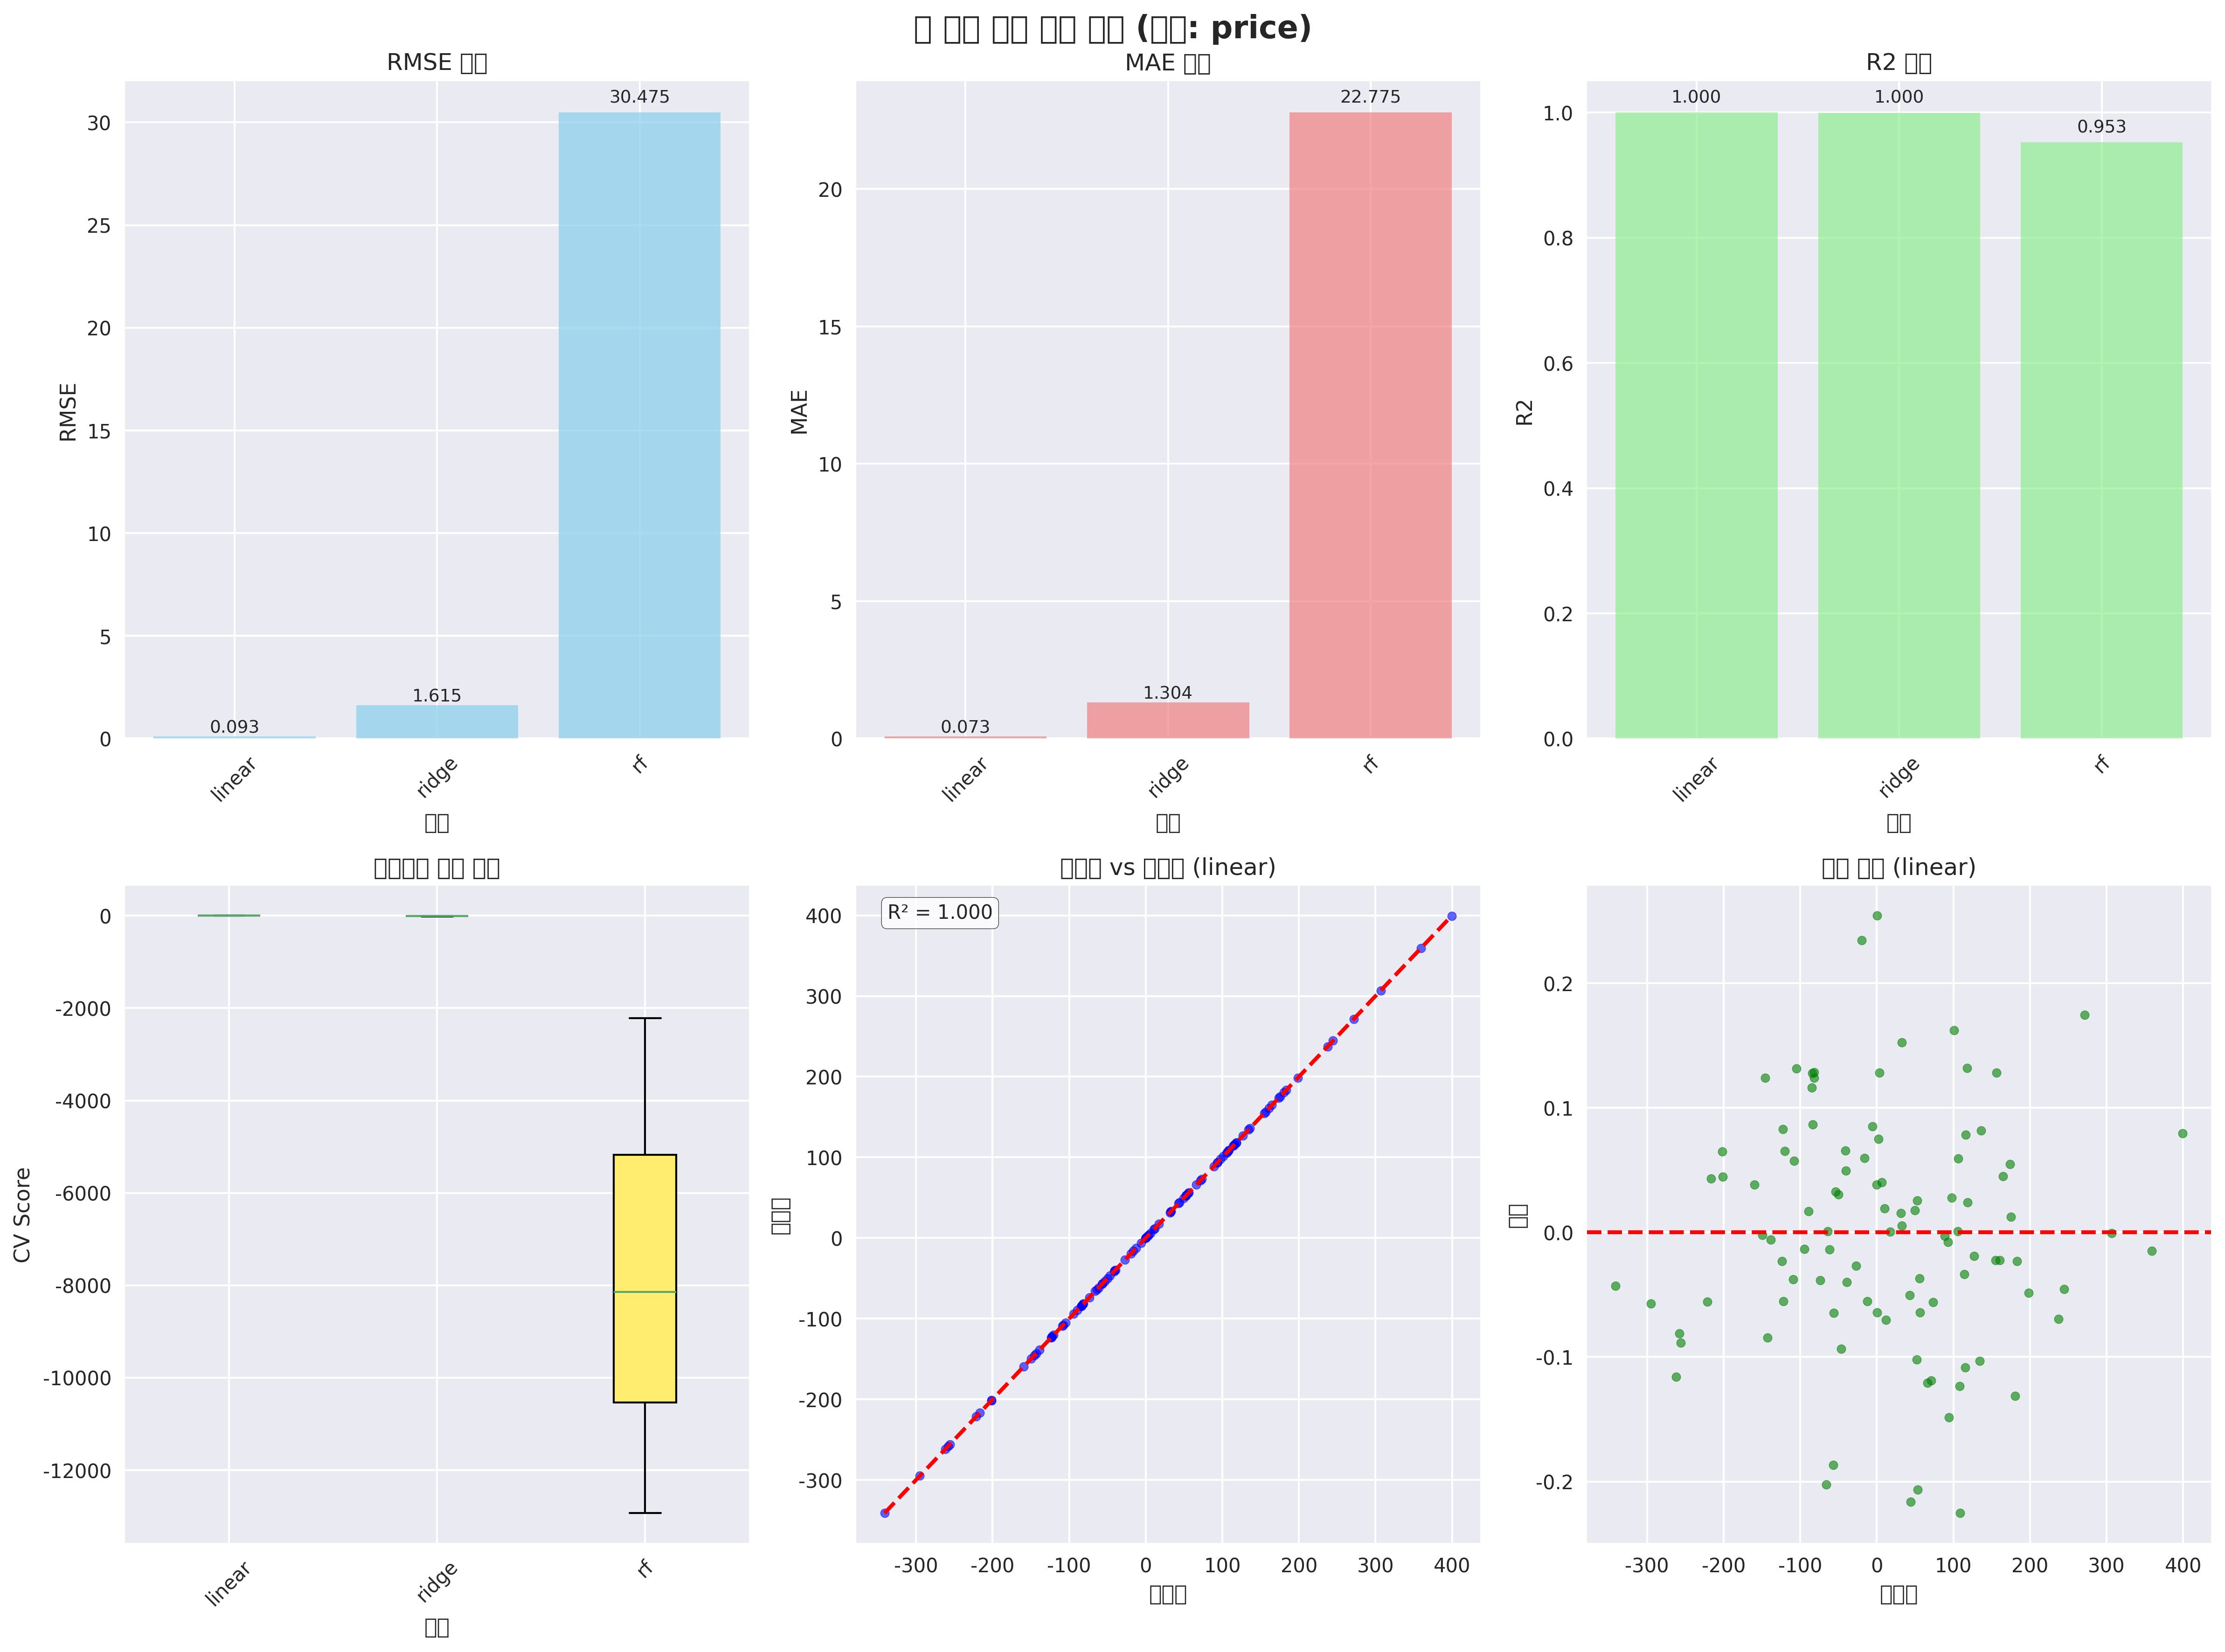 (: price)
RMSE
30.475
1.615
0.093
30
25
20
15
10
5
0
RMSE
linear
ridge
rf
MAE
22.775
1.304
0.073
20
15
10
5
0
MAE
linear
ridge
rf
R2
1.000
1.000
0.953
1.0
0.8
0.6
0.4
0.2
0.0
R2
linear
ridge
rf
0
-2000
-4000
-6000
-8000
-10000
-12000
CV Score
linear
ridge
rf
vs (linear)
R² = 1.000
400
300
200
100
0
-100
-200
-300
-300 -200 -100 0 100 200 300 400
(linear)
0.2
0.1
0.0
-0.1
-0.2
-300 -200 -100 0 100 200 300 400